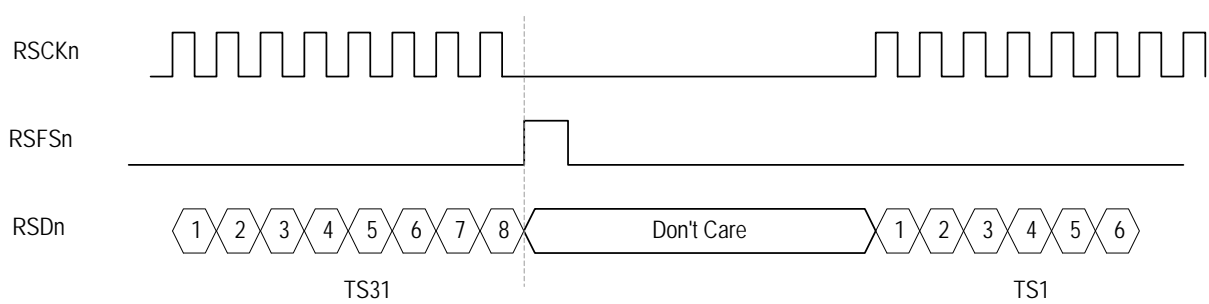 RSCKn
RSFSn
RSDn 1 2 3 4 5 6 7 8 Don't Care 1 2 3 4 5 6
TS31 TS1